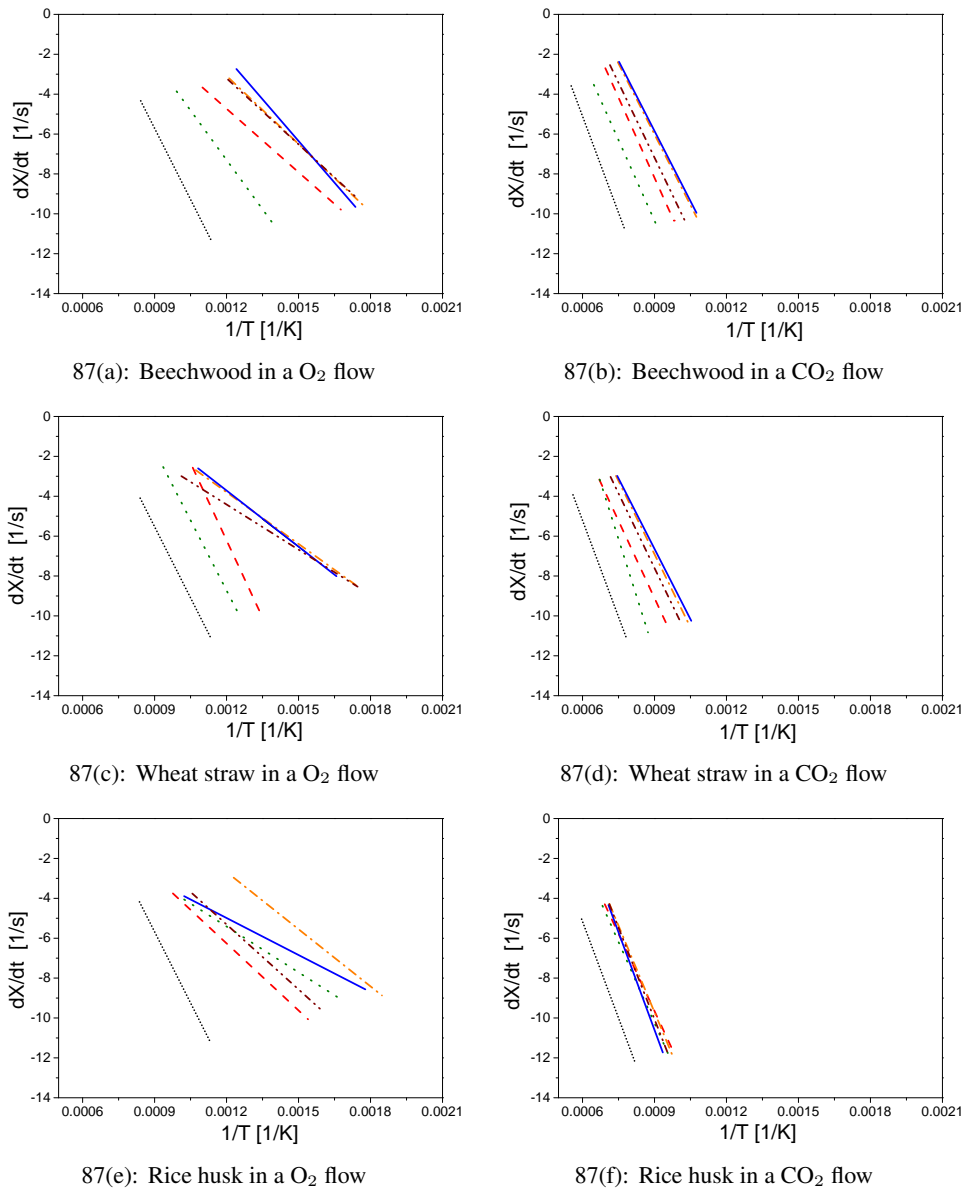 0
-2
-4
-6
-8
-10
-12
-14
dX/dt [1/s]
0.0006 0.0009 0.0012 0.0015 0.0018 0.0021
1/T [1/K]
87(a): Beechwood in a O₂ flow
0
-2
-4
-6
-8
-10
-12
-14
dX/dt [1/s]
0.0006 0.0009 0.0012 0.0015 0.0018 0.0021
1/T [1/K]
87(b): Beechwood in a CO₂ flow
0
-2
-4
-6
-8
-10
-12
-14
dX/dt [1/s]
0.0006 0.0009 0.0012 0.0015 0.0018 0.0021
1/T [1/K]
87(c): Wheat straw in a O₂ flow
0
-2
-4
-6
-8
-10
-12
-14
dX/dt [1/s]
0.0006 0.0009 0.0012 0.0015 0.0018 0.0021
1/T [1/K]
87(d): Wheat straw in a CO₂ flow
0
-2
-4
-6
-8
-10
-12
-14
dX/dt [1/s]
0.0006 0.0009 0.0012 0.0015 0.0018 0.0021
1/T [1/K]
87(e): Rice husk in a O₂ flow
0
-2
-4
-6
-8
-10
-12
-14
dX/dt [1/s]
0.0006 0.0009 0.0012 0.0015 0.0018 0.0021
1/T [1/K]
87(f): Rice husk in a CO₂ flow